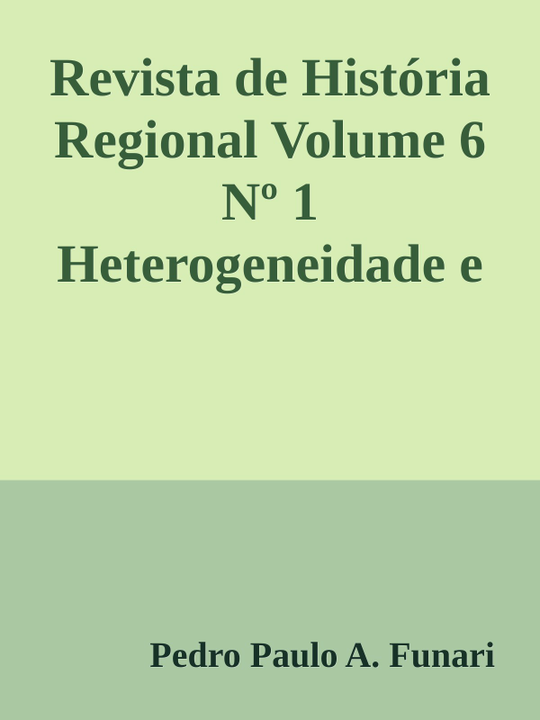 Revista de História
Regional Volume 6
Nº 1
Heterogeneidade e
Pedro Paulo A. Funari